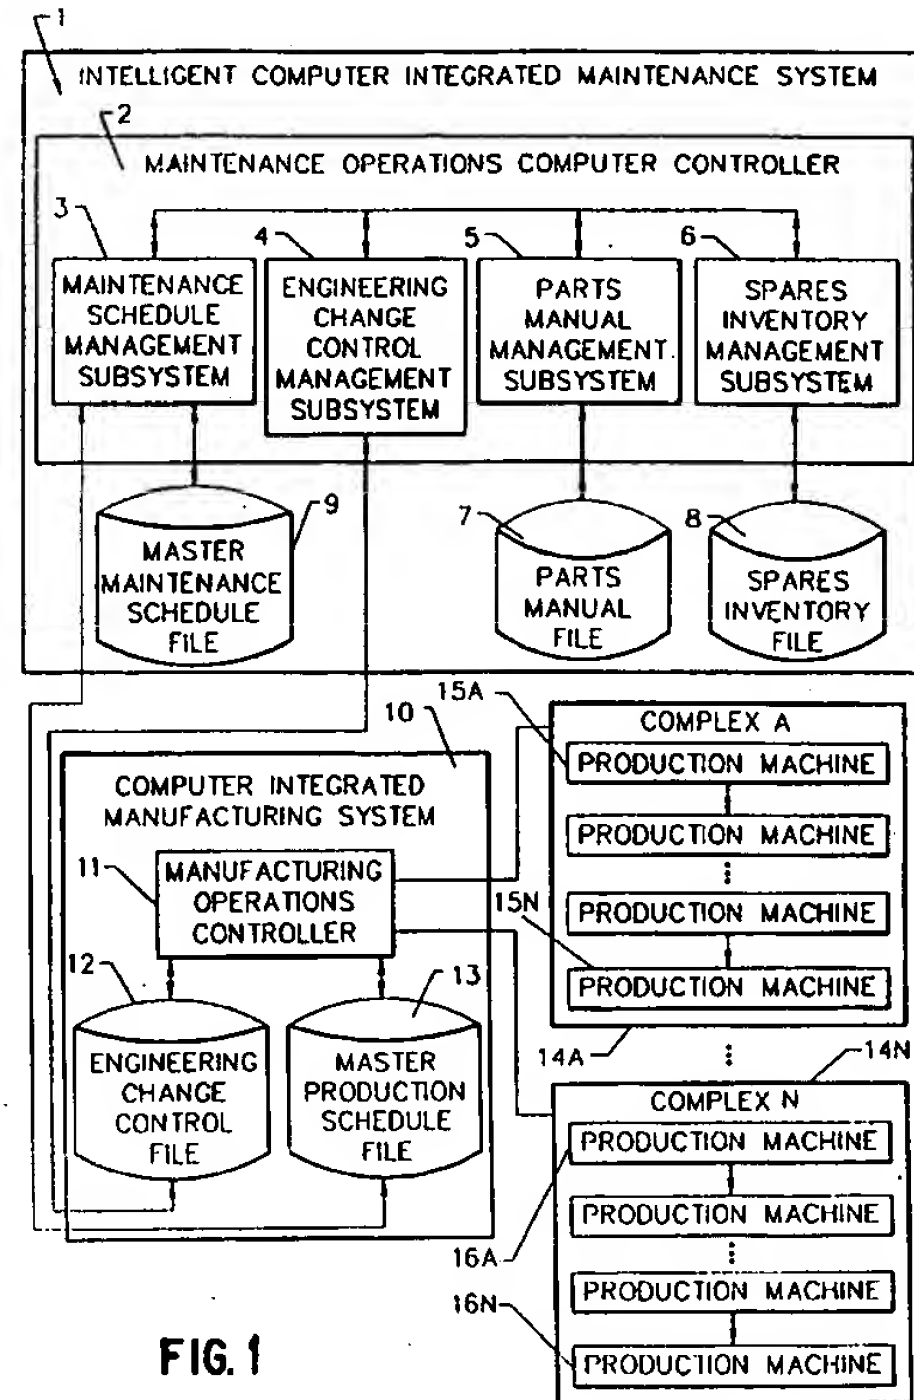 1
INTELLIGENT COMPUTER INTEGRATED MAINTENANCE SYSTEM
2
MAINTENANCE OPERATIONS COMPUTER CONTROLLER
3
4
5
6
MAINTENANCE
SCHEDULE
MANAGEMENT
SUBSYSTEM
ENGINEERING
CHANGE
CONTROL
MANAGEMENT
SUBSYSTEM
PARTS
MANUAL
MANAGEMENT
SUBSYSTEM
SPARES
INVENTORY
MANAGEMENT
SUBSYSTEM
9
MASTER
MAINTENANCE
SCHEDULE
FILE
7
PARTS
MANUAL
FILE
8
SPARES
INVENTORY
FILE
10
COMPUTER INTEGRATED
MANUFACTURING SYSTEM
11
MANUFACTURING
OPERATIONS
CONTROLLER
12
ENGINEERING
CHANGE
CONTROL
FILE
13
MASTER
PRODUCTION
SCHEDULE
FILE
15A
COMPLEX A
PRODUCTION MACHINE
PRODUCTION MACHINE
15N
PRODUCTION MACHINE
PRODUCTION MACHINE
14A
14N
COMPLEX N
PRODUCTION MACHINE
PRODUCTION MACHINE
16A
PRODUCTION MACHINE
16N
PRODUCTION MACHINE
FIG. 1